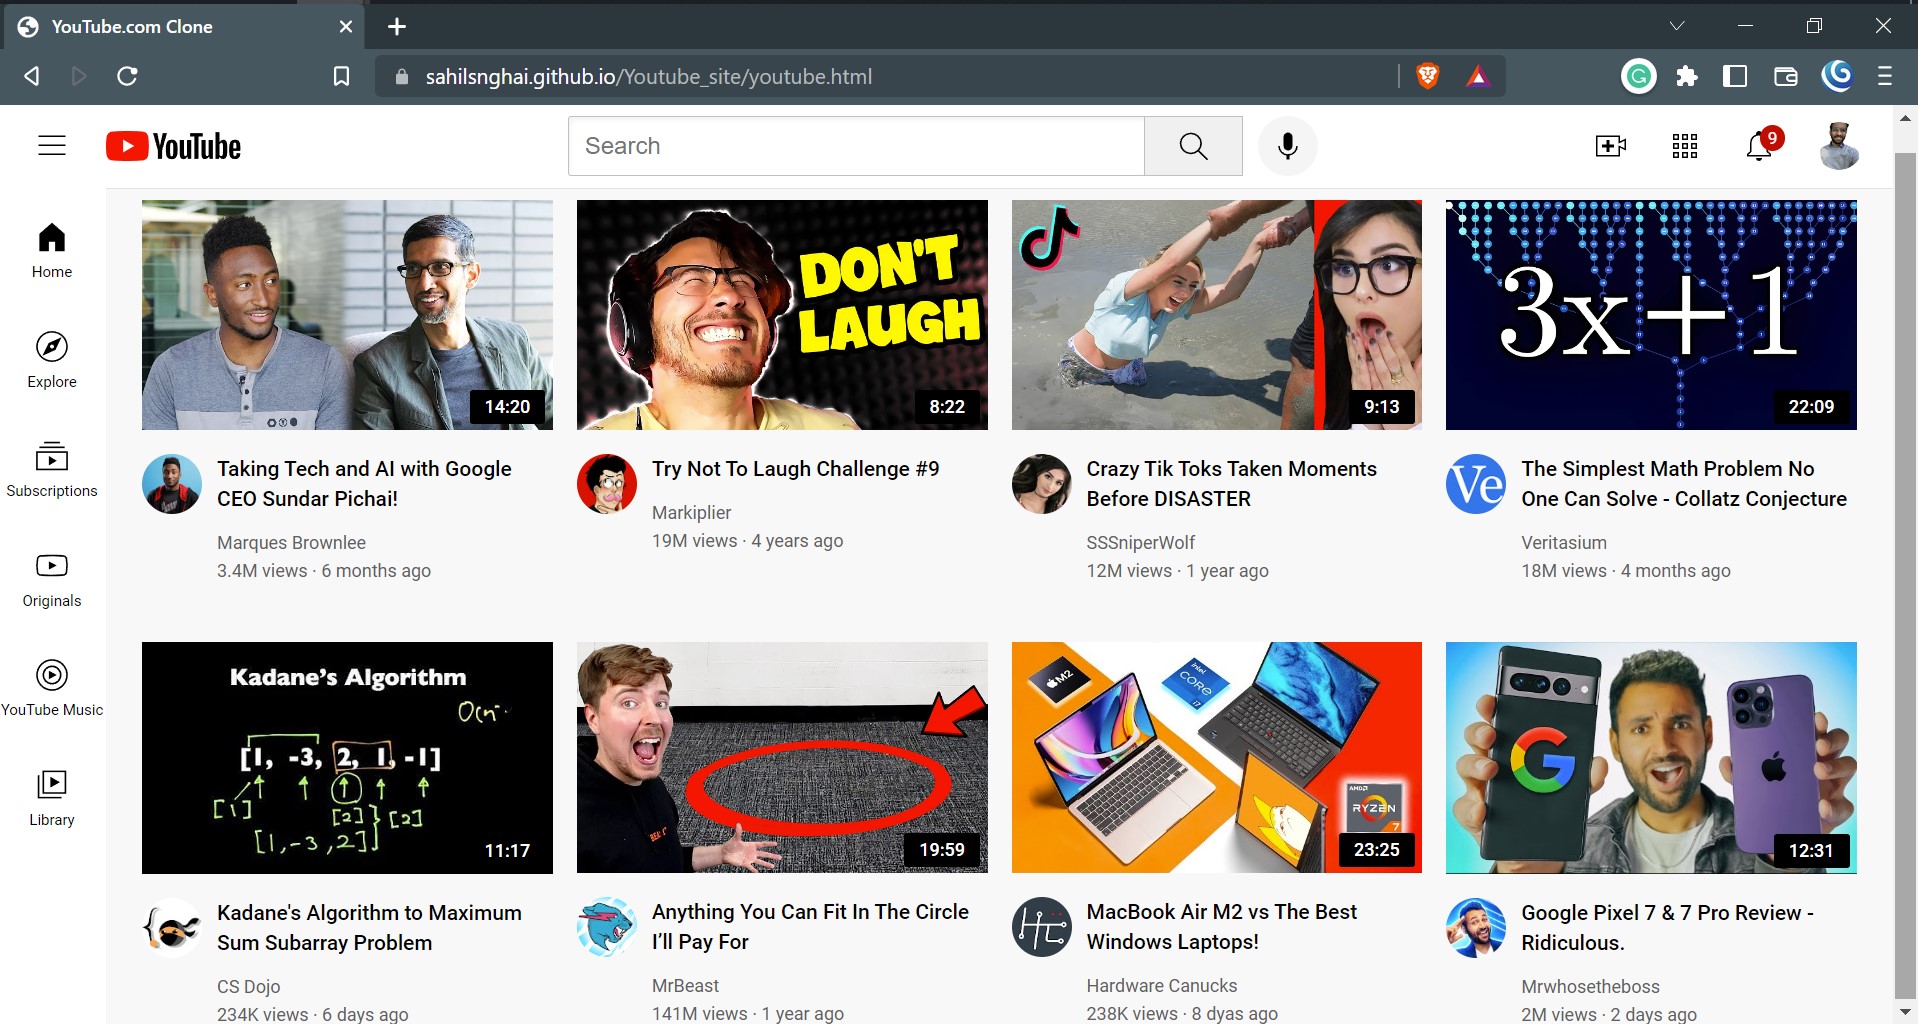 YouTube.com Clone
sahilsnghai.github.io/Youtube_site/youtube.html
YouTube
Search
9
Home
Explore
Subscriptions
Originals
YouTube Music
Library
14:20
Taking Tech and AI with Google
CEO Sundar Pichai!
Marques Brownlee
3.4M views · 6 months ago
DON'T
LAUGH
8:22
Try Not To Laugh Challenge #9
Markiplier
19M views · 4 years ago
9:13
Crazy Tik Toks Taken Moments
Before DISASTER
SSSniperWolf
12M views · 1 year ago
3x+1
22:09
Ve
The Simplest Math Problem No
One Can Solve - Collatz Conjecture
Veritasium
18M views · 4 months ago
Kadane's Algorithm
[1, -3, 2, 1, -1]
[1] [2] [2]
[1,-3,2]
11:17
Kadane's Algorithm to Maximum
Sum Subarray Problem
CS Dojo
234K views · 6 days ago
19:59
Anything You Can Fit In The Circle
I’ll Pay For
MrBeast
141M views · 1 year ago
M2
intel
CORE
i7
AMD
RYZEN
7
23:25
MacBook Air M2 vs The Best
Windows Laptops!
Hardware Canucks
238K views · 8 dyas ago
G
12:31
Google Pixel 7 & 7 Pro Review -
Ridiculous.
Mrwhosetheboss
2M views · 2 days ago